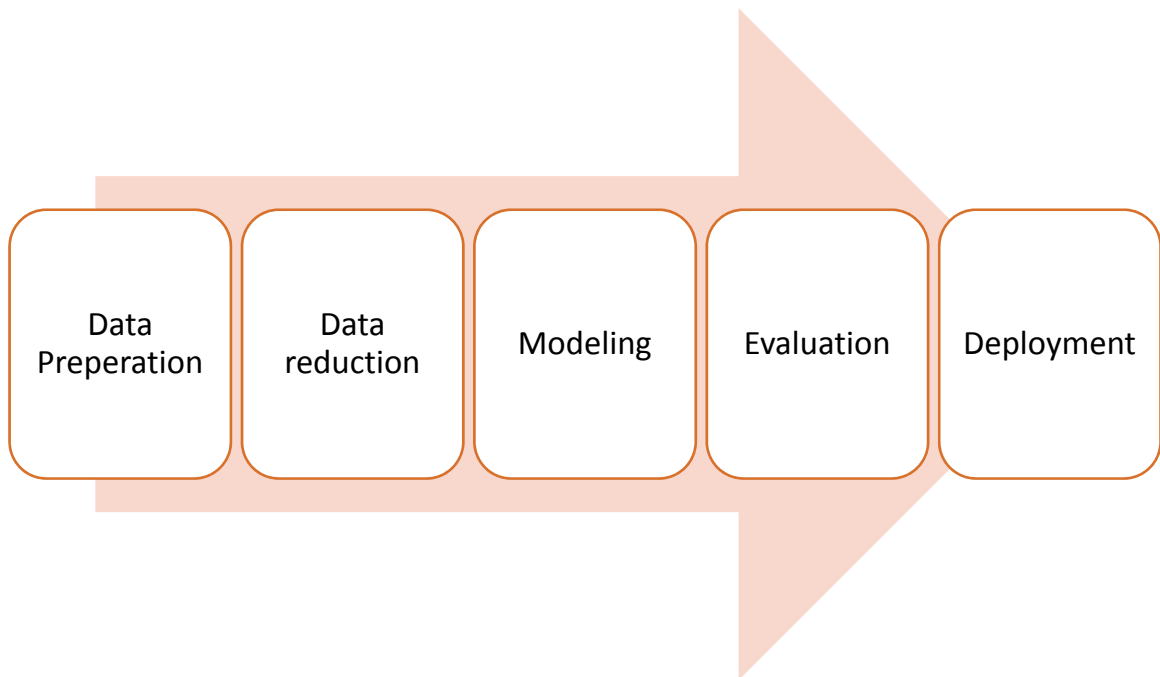 Data
Preperation
Data
reduction
Modeling
Evaluation
Deployment